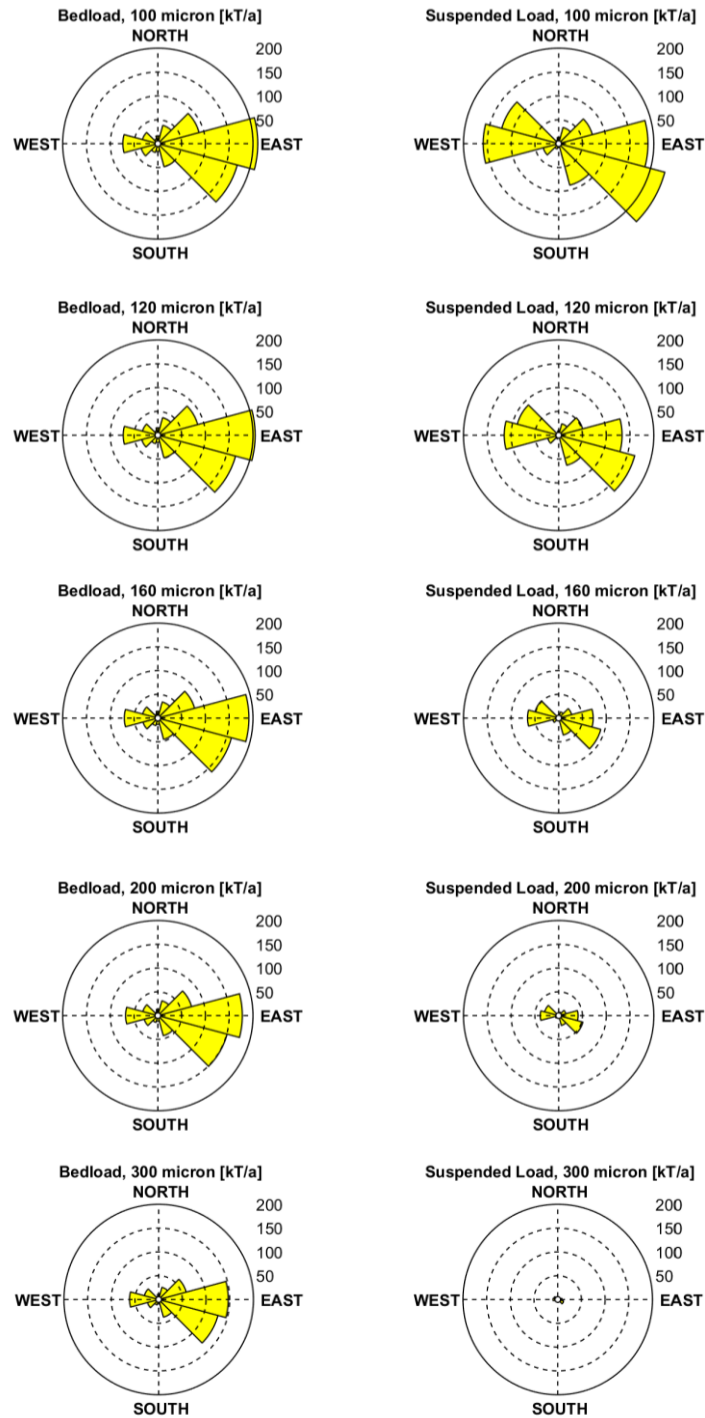 Bedload, 100 micron [kT/a]
NORTH
200
150
100
50
WEST
EAST
SOUTH
Suspended Load, 100 micron [kT/a]
NORTH
200
150
100
50
WEST
EAST
SOUTH
Bedload, 120 micron [kT/a]
NORTH
200
150
100
50
WEST
EAST
SOUTH
Suspended Load, 120 micron [kT/a]
NORTH
200
150
100
50
WEST
EAST
SOUTH
Bedload, 160 micron [kT/a]
NORTH
200
150
100
50
WEST
EAST
SOUTH
Suspended Load, 160 micron [kT/a]
NORTH
200
150
100
50
WEST
EAST
SOUTH
Bedload, 200 micron [kT/a]
NORTH
200
150
100
50
WEST
EAST
SOUTH
Suspended Load, 200 micron [kT/a]
NORTH
200
150
100
50
WEST
EAST
SOUTH
Bedload, 300 micron [kT/a]
NORTH
200
150
100
50
WEST
EAST
SOUTH
Suspended Load, 300 micron [kT/a]
NORTH
200
150
100
50
WEST
EAST
SOUTH